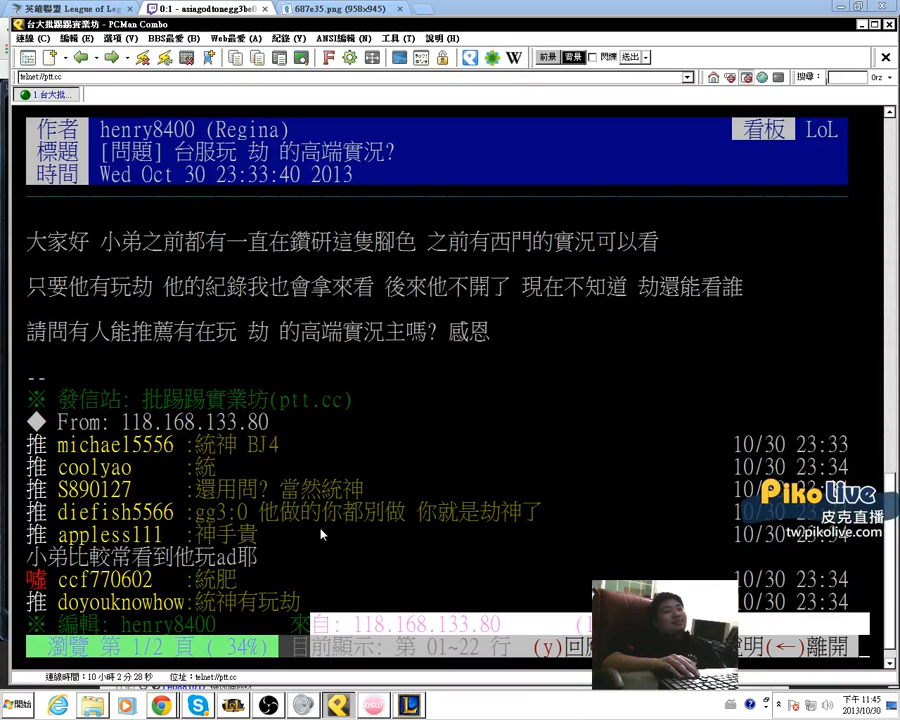 英雄聯盟 League of Leg
0:1 - asiagodtonegg3be0
687e35.png (958x945)
台大批踢踢實業坊 - PCMan Combo
連線 (C) 編輯 (E) 選項 (V) BBS最愛 (B) Web最愛 (A) 紀錄 (Y) ANSI編輯 (N) 工具 (T) 說明 (H)
前景 背景 閃爍 送出
telnet://ptt.cc
搜尋： Orz
1.台大批...
作者 henry8400 (Regina) 看板 LoL
標題 [問題] 台服玩 劫 的高端實況?
時間 Wed Oct 30 23:33:40 2013
大家好 小弟之前都有一直在鑽研這隻腳色 之前有西門的實況可以看
只要他有玩劫 他的紀錄我也會拿來看 後來他不開了 現在不知道 劫還能看誰
請問有人能推薦有在玩 劫 的高端實況主嗎? 感恩
--
※ 發信站: 批踢踢實業坊(ptt.cc)
◆ From: 118.168.133.80
推 michael5556 :統神 BJ4 10/30 23:33
推 coolyao :統 10/30 23:34
推 S890127 :還用問? 當然統神 10/30 23:34
推 diefish5566 :gg3:0 他做的你都別做 你就是劫神了
推 appless111 :神手貴 10/30 23:34
小弟比較常看到他玩ad耶
噓 ccf770602 :統肥 10/30 23:34
推 doyouknowhow:統神有玩劫 10/30 23:34
※ 編輯: henry8400 來自: 118.168.133.80
瀏覽 第 1/2 頁 ( 34%) 目前顯示: 第 01~22 行 (y)回 說明(←)離開
PikoLive
皮克直播
tw.pikolive.com
連線時間：10 小時 2 分 28 秒 位址：telnet://ptt.cc
開始
下午 11:45
2013/10/30